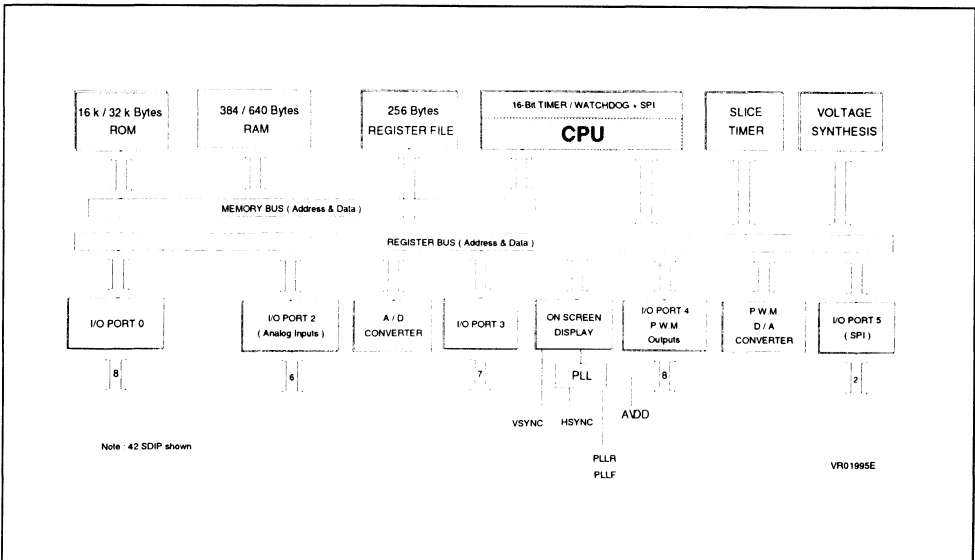 16 k / 32 k Bytes
ROM
384 / 640 Bytes
RAM
256 Bytes
REGISTER FILE
16-Bit TIMER / WATCHDOG + SPI
CPU
SLICE
TIMER
VOLTAGE
SYNTHESIS
MEMORY BUS ( Address & Data )
REGISTER BUS ( Address & Data )
I/O PORT 0
I/O PORT 2
( Analog Inputs )
A / D
CONVERTER
I/O PORT 3
ON SCREEN
DISPLAY
I/O PORT 4
P W M
Outputs
P W M
D / A
CONVERTER
I/O PORT 5
( SPI )
8
6
7
PLL
8
2
VSYNC
HSYNC
AVDD
PLLR
PLLF
Note : 42 SDIP shown
VR01995E